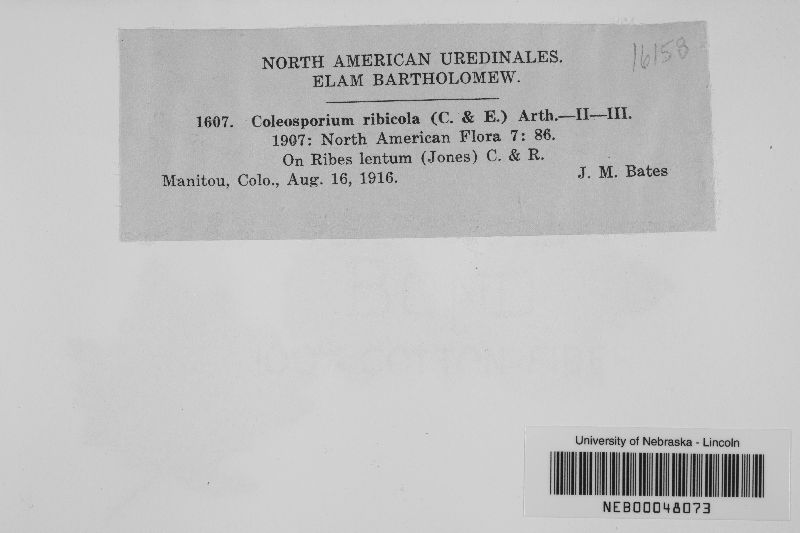 NORTH AMERICAN UREDINALES.
16158
ELAM BARTHOLOMEW.
1607. Coleosporium ribicola (C. & E.) Arth.—II—III.
1907: North American Flora 7: 86.
On Ribes lentum (Jones) C. & R.
Manitou, Colo., Aug. 16, 1916. J. M. Bates
University of Nebraska - Lincoln
NEB00048073